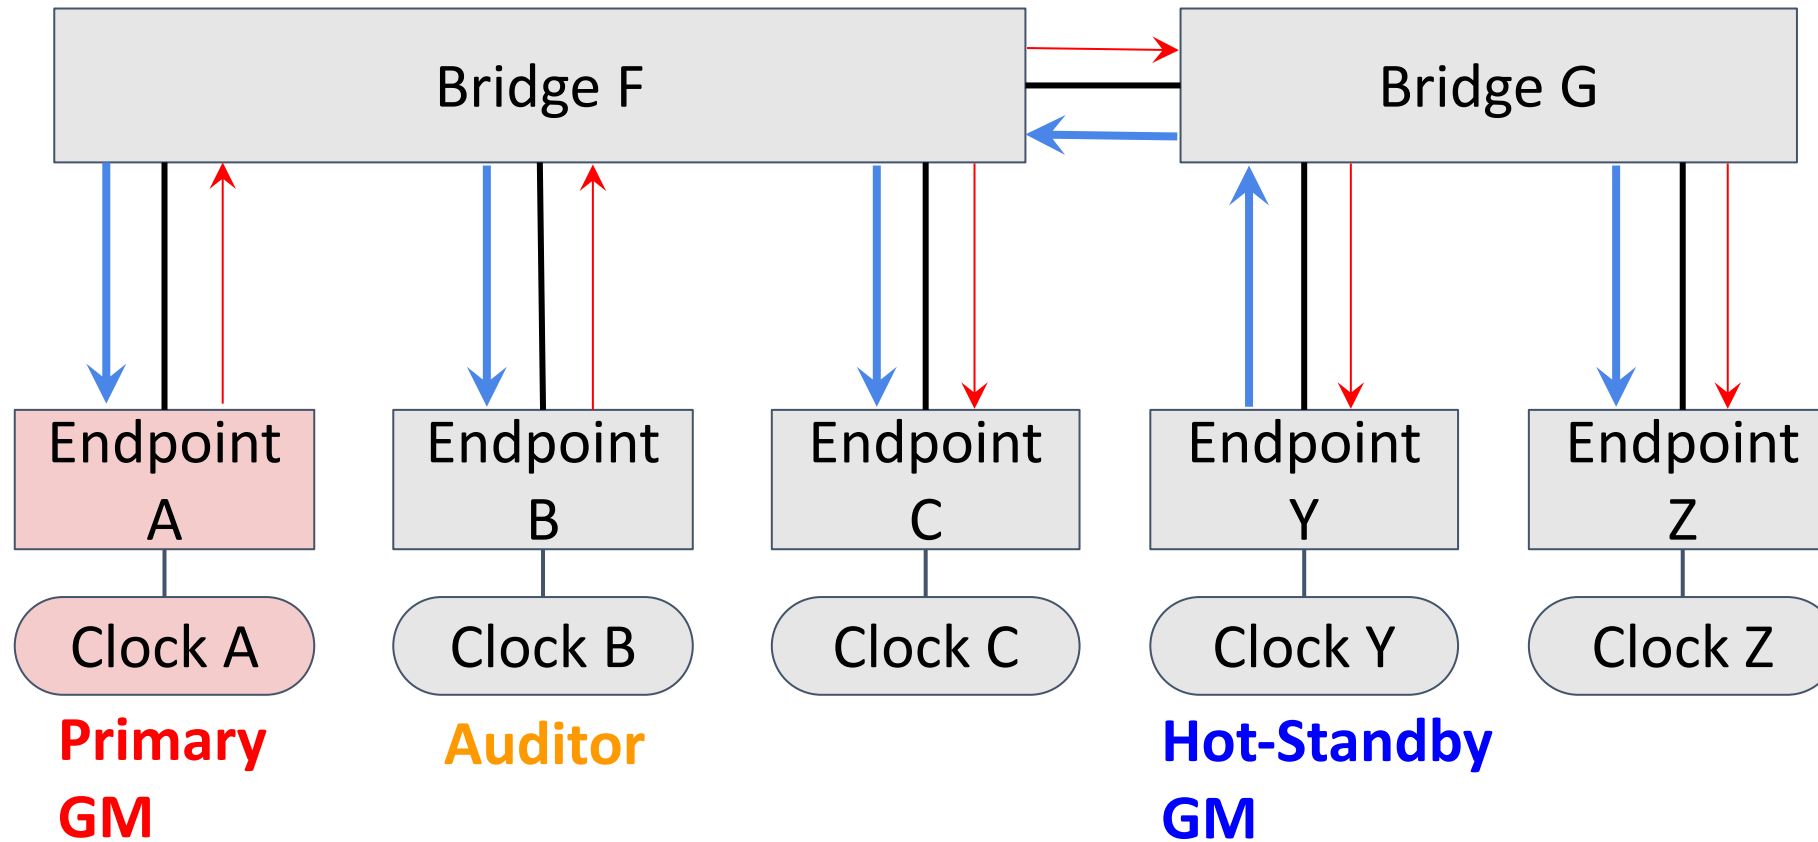 Bridge F
Bridge G
Endpoint
A
Endpoint
B
Endpoint
C
Endpoint
Y
Endpoint
Z
Clock A
Clock B
Clock C
Clock Y
Clock Z
Primary
GM
Auditor
Hot-Standby
GM